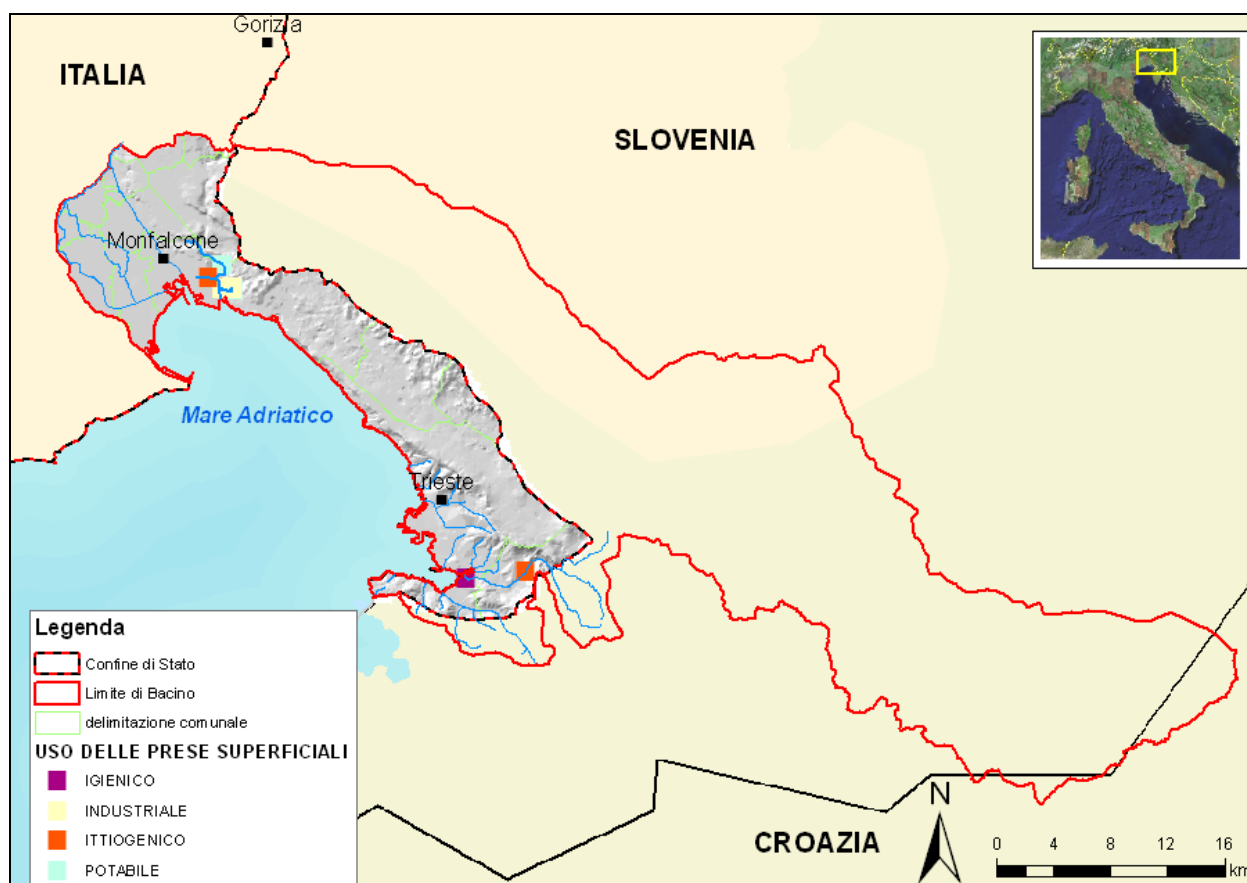 Gorizia
ITALIA
SLOVENIA
Monfalcone
Mare Adriatico
Trieste
Legenda
Confine di Stato
Limite di Bacino
delimitazione comunale
USO DELLE PRESE SUPERFICIALI
IGIENICO
INDUSTRIALE
ITTIOGENICO
POTABILE
CROAZIA
N
0 4 8 12 16
km